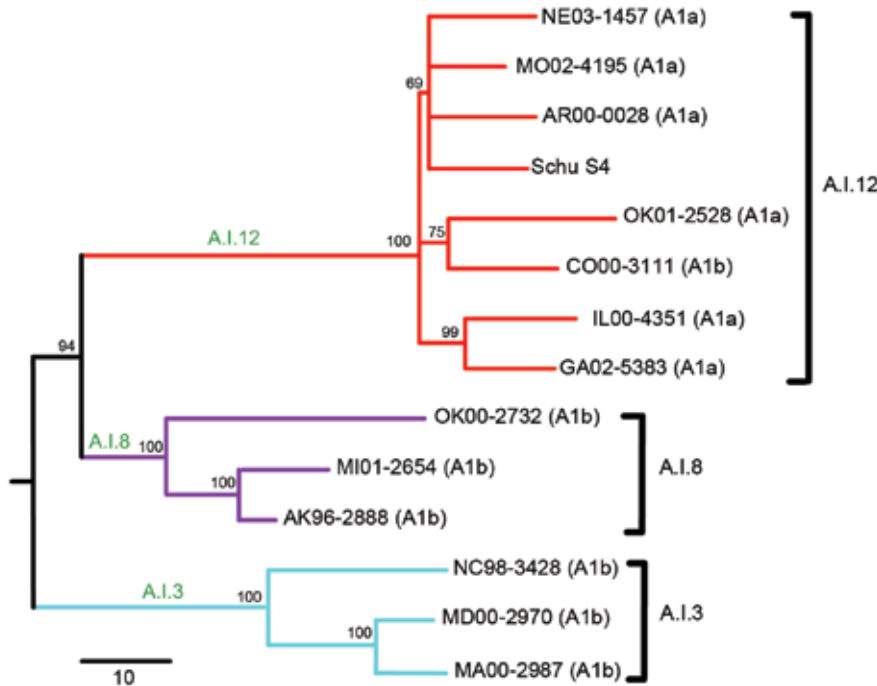 NE03-1457 (A1a)
MO02-4195 (A1a)
69
AR00-0028 (A1a)
Schu S4
A.I.12
OK01-2528 (A1a)
75
A.I.12
100
CO00-3111 (A1b)
IL00-4351 (A1a)
99
94
GA02-5383 (A1a)
OK00-2732 (A1b)
A.I.8
100
MI01-2654 (A1b)
A.I.8
100
AK96-2888 (A1b)
NC98-3428 (A1b)
A.I.3
100
MD00-2970 (A1b)
A.I.3
100
MA00-2987 (A1b)
10